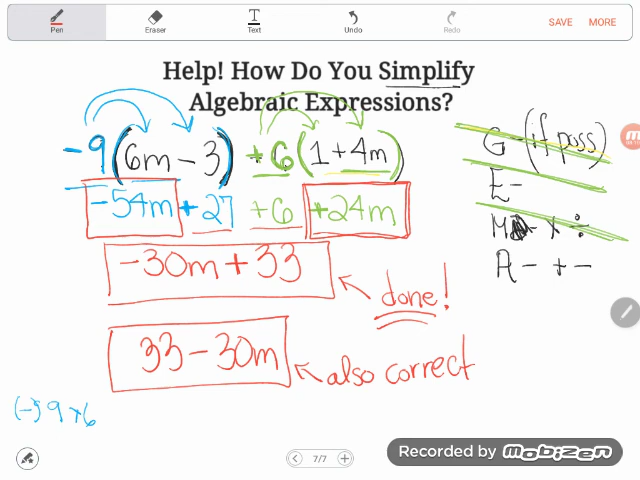 Pen Eraser Text Undo Redo SAVE MORE
Help! How Do You Simplify
Algebraic Expressions?
-9(6m - 3) + 6(1 + 4m)
-54m + 27 + 6 + 24m
-30m + 33
done!
33 - 30m
also correct
(-) 9 × 6
G - (if poss)
E -
M - × ÷
A - + -
7/7
Recorded by
mobizen